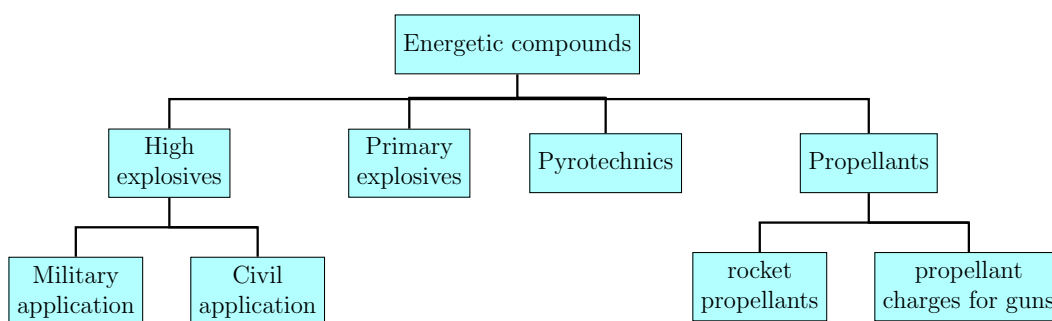 Energetic compounds
High
explosives
Primary
explosives
Pyrotechnics
Propellants
Military
application
Civil
application
rocket
propellants
propellant
charges for guns